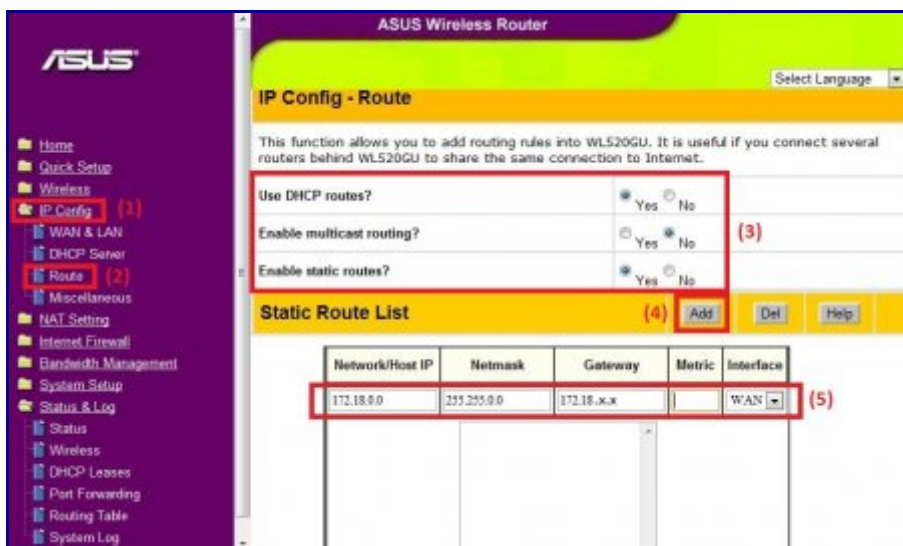 ASUS Wireless Router
ASUS
Select Language
IP Config - Route
This function allows you to add routing rules into WL520GU. It is useful if you connect several
routers behind WL520GU to share the same connection to Internet.
Home
Quick Setup
Wireless
IP Config (1)
WAN & LAN
DHCP Server
Route (2)
Miscellaneous
NAT Setting
Internet Firewall
Bandwidth Management
System Setup
Status & Log
Status
Wireless
DHCP Leases
Port Forwarding
Routing Table
System Log
Use DHCP routes? Yes No
Enable multicast routing? Yes No (3)
Enable static routes? Yes No
Static Route List (4) Add Del Help
Network/Host IP Netmask Gateway Metric Interface
172.18.0.0 255.255.0.0 172.18.x.x WAN (5)